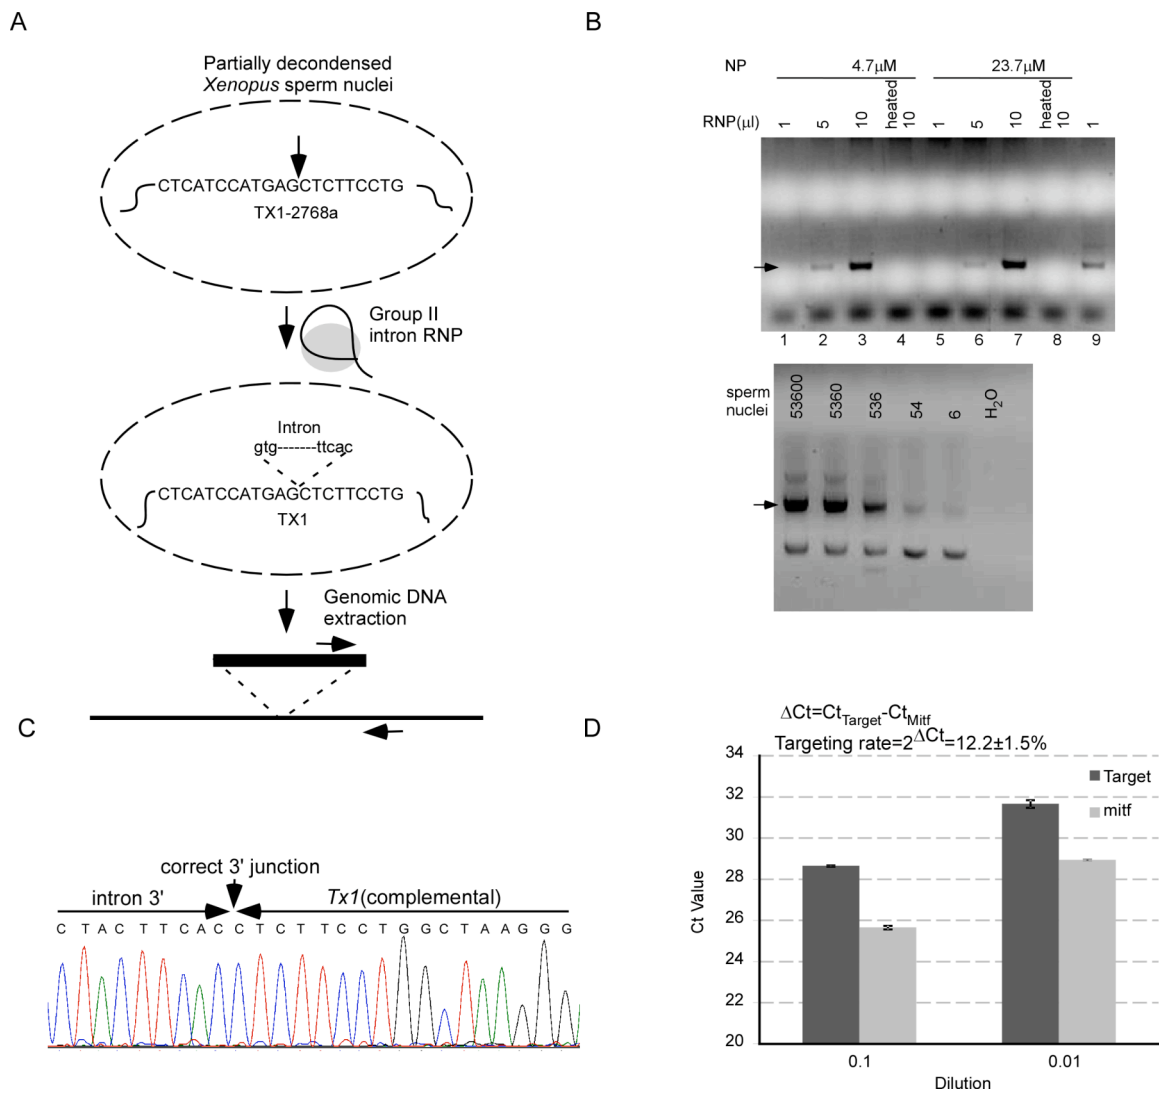 A
Partially decondensed
Xenopus sperm nuclei
CTCATCCATGAGCTCTTCCTG
TX1-2768a
Group II
intron RNP
Intron
gtg-------ttcac
CTCATCCATGAGCTCTTCCTG
TX1
Genomic DNA
extraction
B
NP 4.7µM 23.7µM
RNP(µl) 1 5 10 heated 10 1 5 10 heated 10 1
1 2 3 4 5 6 7 8 9
sperm nuclei 53600 5360 536 54 6 H2O
C
correct 3' junction
intron 3' Tx1(complemental)
C T A C T T C A C C T C T T C C T G G C T A A G G G
D
ΔCt=CtTarget-CtMitf
Targeting rate=2ΔCt=12.2±1.5%
34
32
30
28
26
24
22
20
Ct Value
Target
mitf
0.1 0.01
Dilution